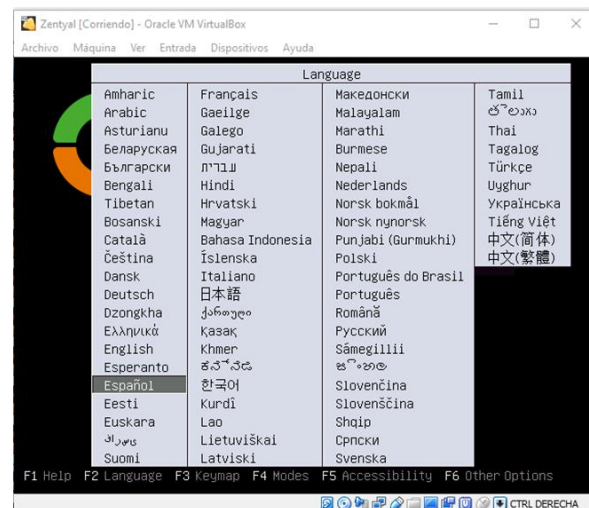 Zentyal [Corriendo] - Oracle VM VirtualBox
Archivo Máquina Ver Entrada Dispositivos Ayuda
Language
Amharic
Arabic
Asturianu
Беларуская
Български
Bengali
Tibetan
Bosanski
Català
Čeština
Dansk
Deutsch
Dzongkha
Ελληνικά
English
Esperanto
Español
Eesti
Euskara
Suomi
Français
Gaeilge
Galego
Gujarati
עברית
Hindi
Hrvatski
Magyar
Bahasa Indonesia
Íslenska
Italiano
日本語
ქართული
Қазақ
Khmer
ಕನ್ನಡ
한국어
Kurdî
Lao
Lietuviškai
Latviski
Македонски
Malayalam
Marathi
Burmese
Nepali
Nederlands
Norsk bokmål
Norsk nynorsk
Punjabi (Gurmukhi)
Polski
Português do Brasil
Português
Română
Русский
Sámegillii
Slovenčina
Slovenščina
Shqip
Српски
Svenska
Tamil
Thai
Tagalog
Türkçe
Uyghur
Українська
Tiếng Việt
中文(简体)
中文(繁體)
F1 Help F2 Language F3 Keymap F4 Modes F5 Accessibility F6 Other Options
CTRL DERECHA